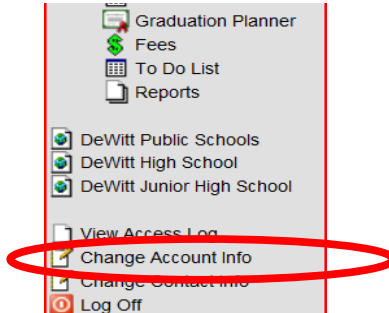 Graduation Planner
Fees
To Do List
Reports
DeWitt Public Schools
DeWitt High School
DeWitt Junior High School
View Access Log
Change Account Info
Change Contact Info
Log Off